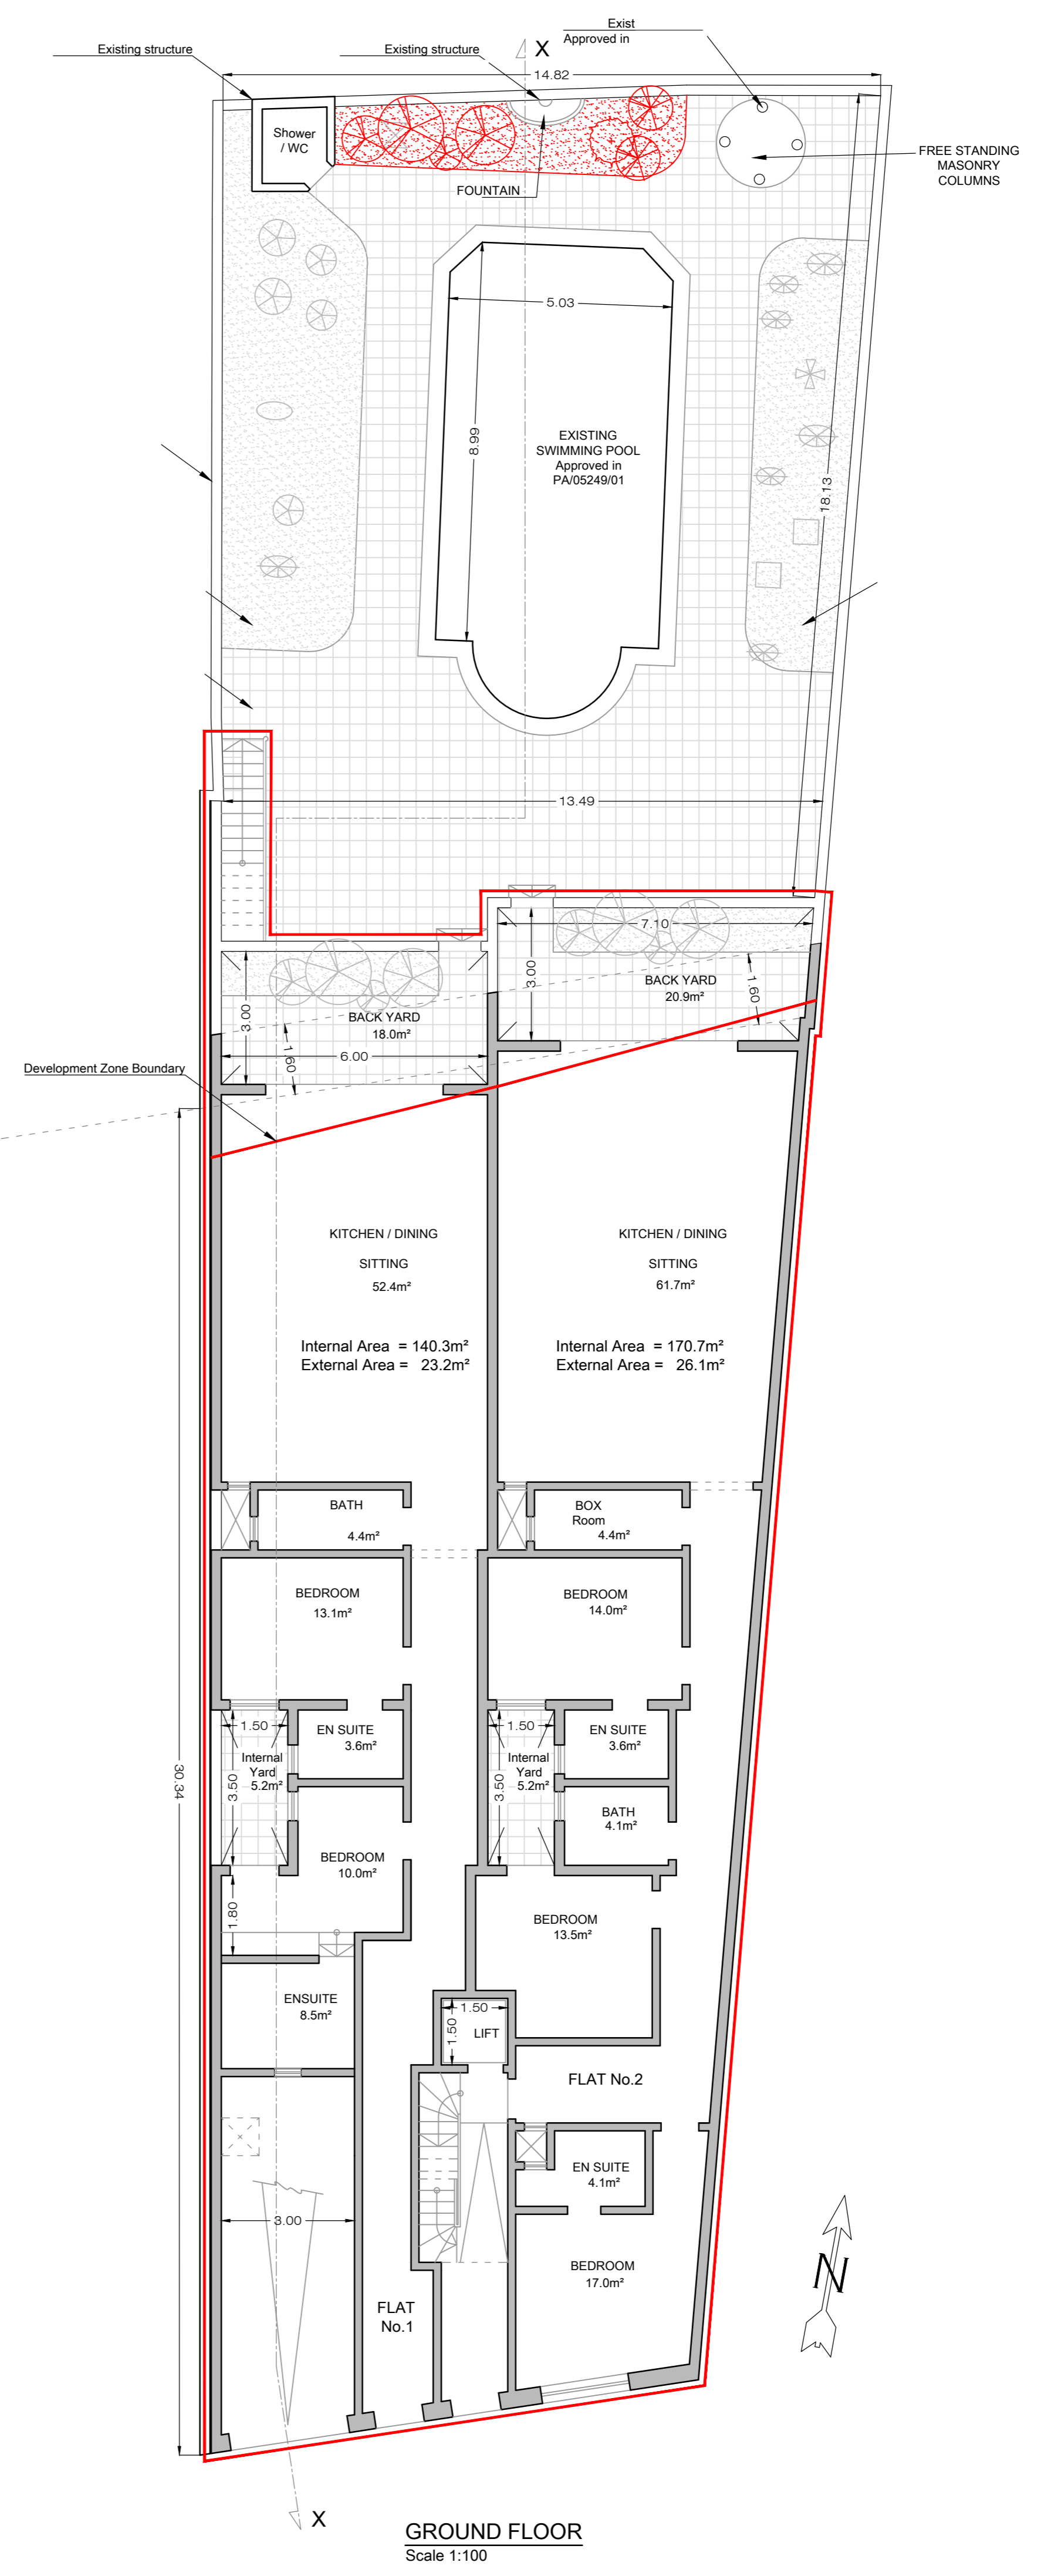 Exist
Approved in
Existing structure
Existing structure
X
14.82
Shower
/ WC
FREE STANDING
MASONRY
COLUMNS
FOUNTAIN
5.03
8.99
EXISTING
SWIMMING POOL
Approved in
PA/05249/01
18.13
13.49
7.10
3.00
BACK YARD
20.9m²
1.60
3.00
BACK YARD
18.0m²
6.00
1.60
Development Zone Boundary
KITCHEN / DINING
SITTING
52.4m²
KITCHEN / DINING
SITTING
61.7m²
Internal Area = 140.3m²
External Area = 23.2m²
Internal Area = 170.7m²
External Area = 26.1m²
BATH
4.4m²
BOX
Room
4.4m²
BEDROOM
13.1m²
BEDROOM
14.0m²
1.50
EN SUITE
3.6m²
1.50
EN SUITE
3.6m²
Internal
Yard
5.2m²
3.50
Internal
Yard
5.2m²
3.50
30.34
BATH
4.1m²
BEDROOM
10.0m²
1.80
BEDROOM
13.5m²
ENSUITE
8.5m²
1.50
1.50
LIFT
FLAT No.2
EN SUITE
4.1m²
3.00
BEDROOM
17.0m²
FLAT
No.1
N
X
GROUND FLOOR
Scale 1:100